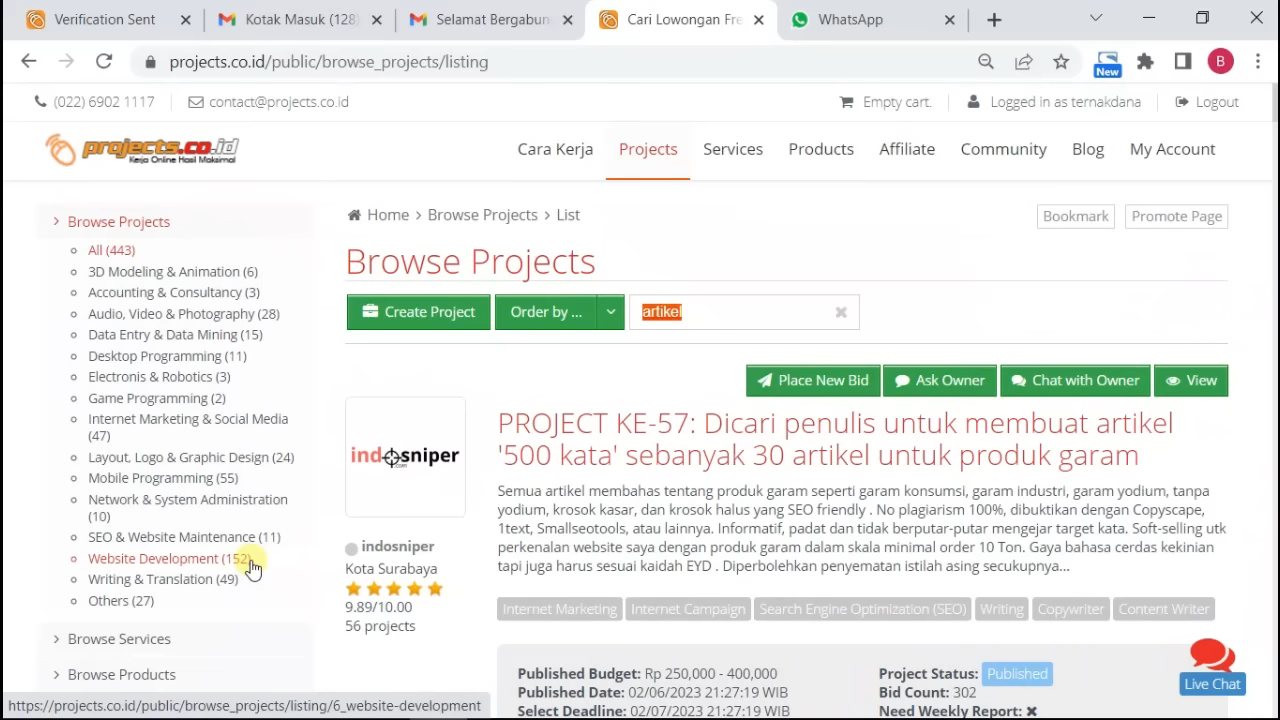 Verification Sent
Kotak Masuk (128)
Selamat Bergabun
Cari Lowongan Fre
WhatsApp
projects.co.id/public/browse_projects/listing
New
B
(022) 6902 1117
contact@projects.co.id
Empty cart.
Logged in as ternakdana
Logout
projects.co.id
Kerja Online Hasil Maksimal
Cara Kerja
Projects
Services
Products
Affiliate
Community
Blog
My Account
Browse Projects
All (443)
3D Modeling & Animation (6)
Accounting & Consultancy (3)
Audio, Video & Photography (28)
Data Entry & Data Mining (15)
Desktop Programming (11)
Electronis & Robotics (3)
Game Programming (2)
Internet Marketing & Social Media
(47)
Layout, Logo & Graphic Design (24)
Mobile Programming (55)
Network & System Administration
(10)
SEO & Website Maintenance (11)
Website Development (152)
Writing & Translation (49)
Others (27)
Browse Services
Browse Products
Home > Browse Projects > List
Bookmark
Promote Page
Browse Projects
Create Project
Order by ...
artikel
Place New Bid
Ask Owner
Chat with Owner
View
indosniper
.com
PROJECT KE-57: Dicari penulis untuk membuat artikel
'500 kata' sebanyak 30 artikel untuk produk garam
Semua artikel membahas tentang produk garam seperti garam konsumsi, garam industri, garam yodium, tanpa
yodium, krosok kasar, dan krosok halus yang SEO friendly . No plagiarism 100%, dibuktikan dengan Copyscape,
1text, Smallseotools, atau lainnya. Informatif, padat dan tidak berputar-putar mengejar target kata. Soft-selling utk
perkenalan website saya dengan produk garam dalam skala minimal order 10 Ton. Gaya bahasa cerdas kekinian
tapi juga harus sesuai kaidah EYD . Diperbolehkan penyematan istilah asing secukupnya...
indosniper
Kota Surabaya
9.89/10.00
56 projects
Internet Marketing
Internet Campaign
Search Engine Optimization (SEO)
Writing
Copywriter
Content Writer
Published Budget: Rp 250,000 - 400,000
Published Date: 02/06/2023 21:27:19 WIB
Select Deadline: 02/07/2023 21:27:19 WIB
Project Status: Published
Bid Count: 302
Need Weekly Report: ✖
Live Chat
https://projects.co.id/public/browse_projects/listing/6_website-development